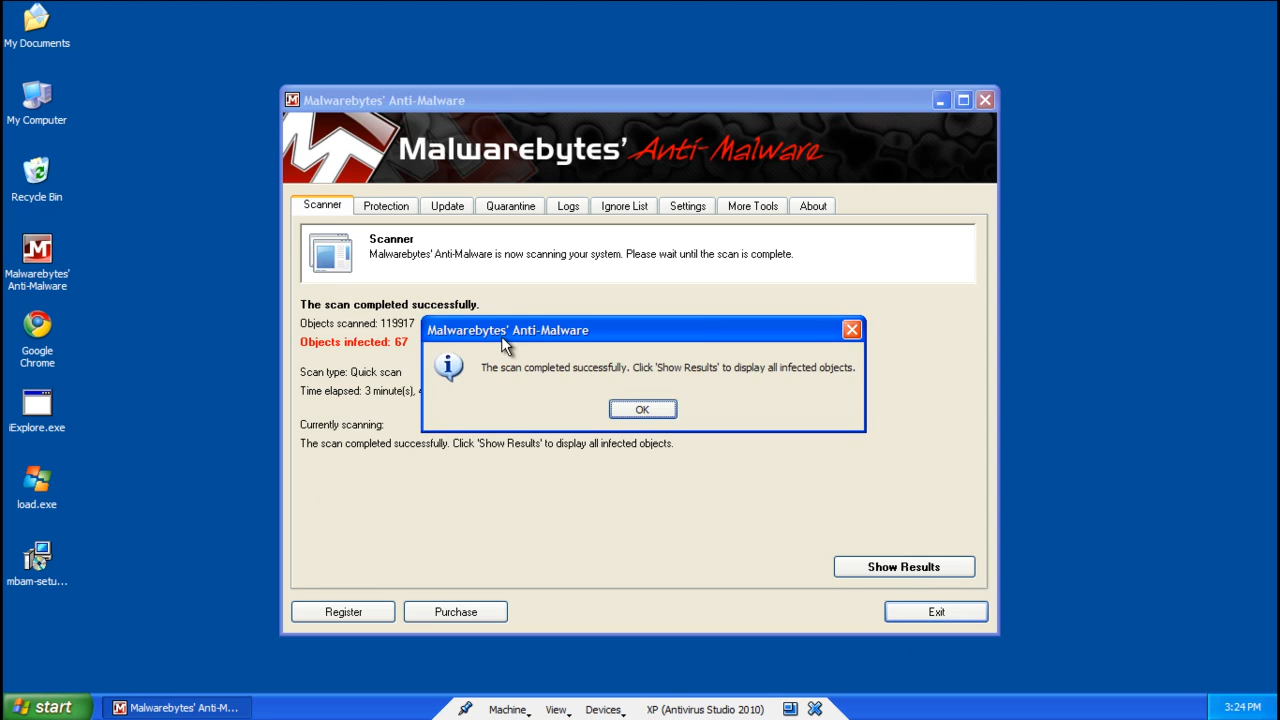 My Documents
My Computer
Recycle Bin
Malwarebytes'
Anti-Malware
Google
Chrome
iExplore.exe
load.exe
mbam-setu...
Malwarebytes' Anti-Malware
Malwarebytes' Anti-Malware
Scanner Protection Update Quarantine Logs Ignore List Settings More Tools About
Scanner
Malwarebytes' Anti-Malware is now scanning your system. Please wait until the scan is complete.
The scan completed successfully.
Objects scanned: 119917
Objects infected: 67
Scan type: Quick scan
Time elapsed: 3 minute(s),
Currently scanning:
The scan completed successfully. Click 'Show Results' to display all infected objects.
Malwarebytes' Anti-Malware
The scan completed successfully. Click 'Show Results' to display all infected objects.
OK
Show Results
Register Purchase Exit
start Malwarebytes' Anti-M... Machine View Devices XP (Antivirus Studio 2010) 3:24 PM